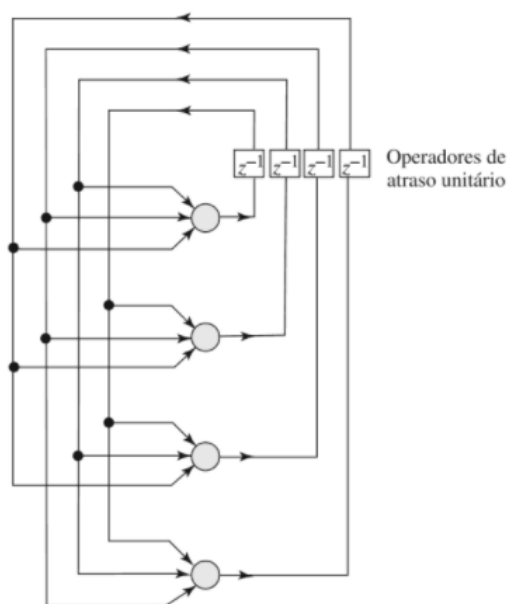 z⁻¹ z⁻¹ z⁻¹ z⁻¹ Operadores de
atraso unitário